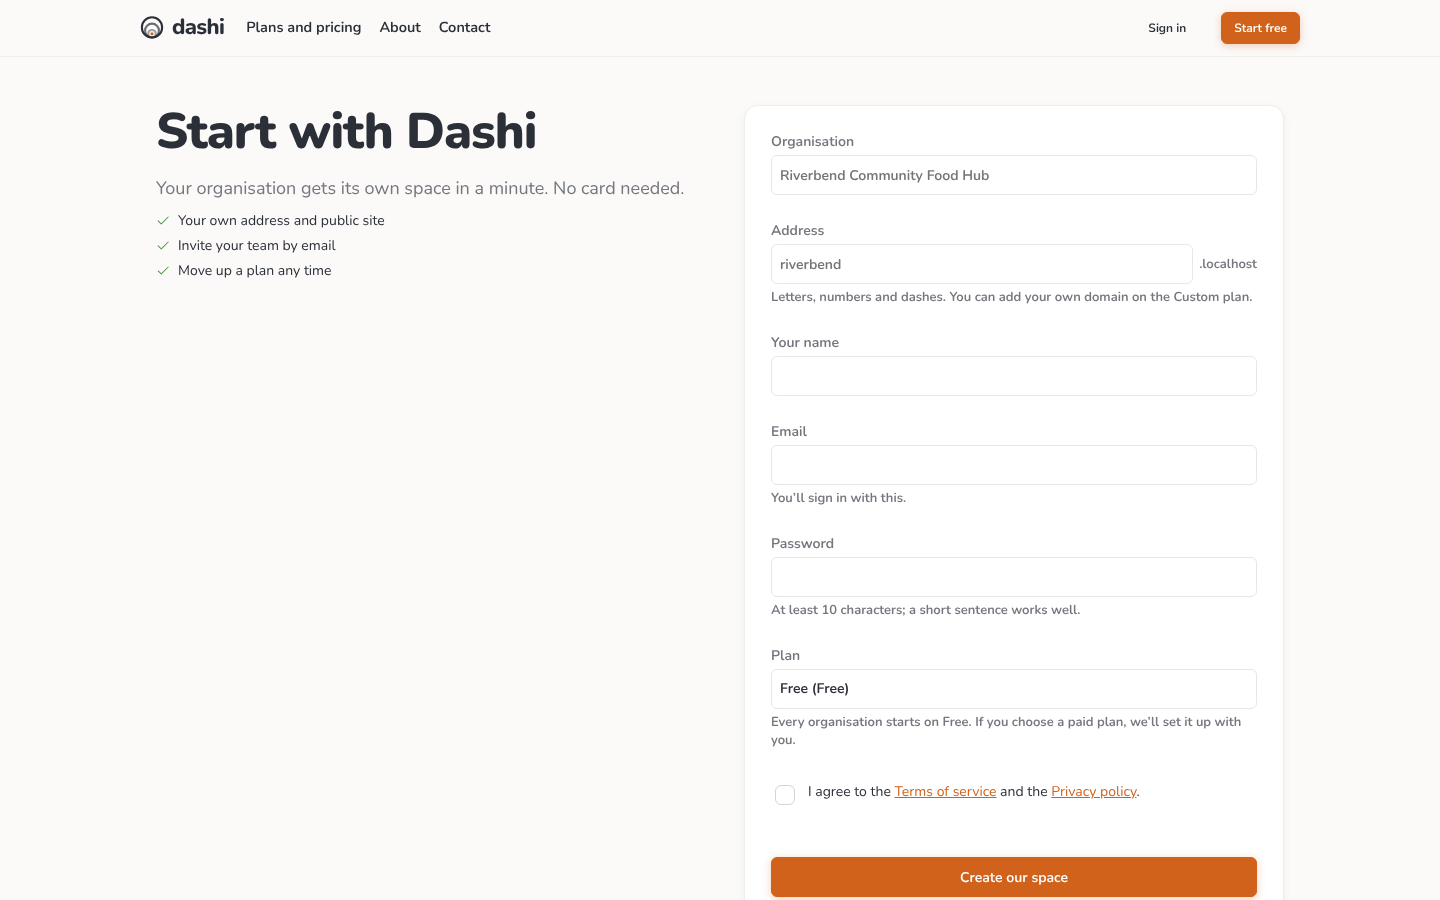 dashi
Plans and pricing
About
Contact
Sign in
Start free
Start with Dashi
Your organisation gets its own space in a minute. No card needed.
Your own address and public site
Invite your team by email
Move up a plan any time
Organisation
Riverbend Community Food Hub
Address
riverbend
.localhost
Letters, numbers and dashes. You can add your own domain on the Custom plan.
Your name
Email
You’ll sign in with this.
Password
At least 10 characters; a short sentence works well.
Plan
Free (Free)
Every organisation starts on Free. If you choose a paid plan, we’ll set it up with
you.
I agree to the Terms of service and the Privacy policy.
Create our space